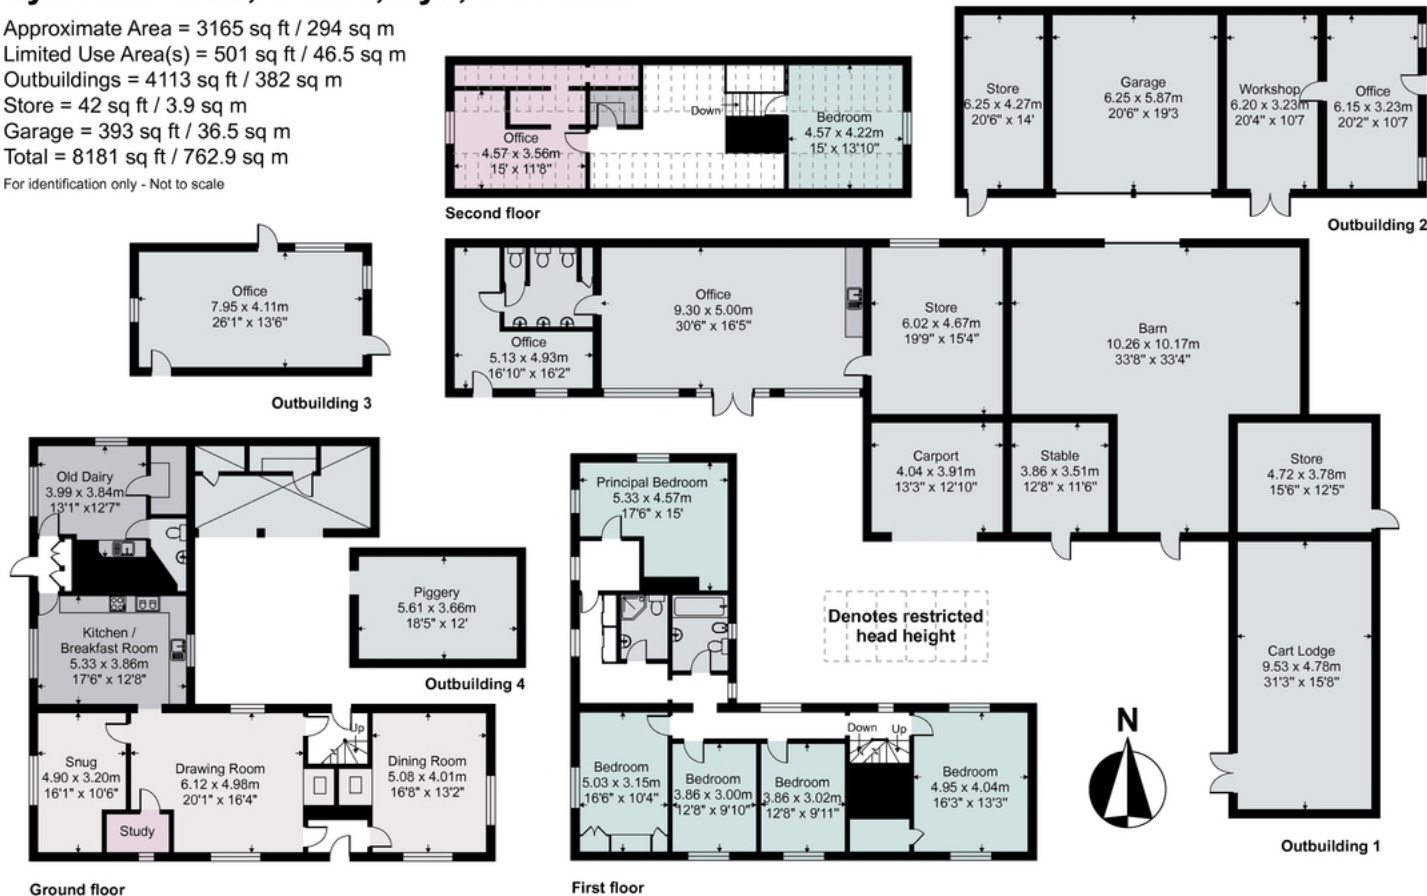 Approximate Area = 3165 sq ft / 294 sq m
Limited Use Area(s) = 501 sq ft / 46.5 sq m
Outbuildings = 4113 sq ft / 382 sq m
Store = 42 sq ft / 3.9 sq m
Garage = 393 sq ft / 36.5 sq m
Total = 8181 sq ft / 762.9 sq m
For identification only - Not to scale
Office
4.57 x 3.56m
15' x 11'8"
Down
Bedroom
4.57 x 4.22m
15' x 13'10"
Second floor
Store
6.25 x 4.27m
20'6" x 14'
Garage
6.25 x 5.87m
20'6" x 19'3
Workshop
6.20 x 3.23m
20'4" x 10'7
Office
6.15 x 3.23m
20'2" x 10'7
Outbuilding 2
Office
7.95 x 4.11m
26'1" x 13'6"
Outbuilding 3
Office
5.13 x 4.93m
16'10" x 16'2"
Office
9.30 x 5.00m
30'6" x 16'5"
Store
6.02 x 4.67m
19'9" x 15'4"
Barn
10.26 x 10.17m
33'8" x 33'4"
Carport
4.04 x 3.91m
13'3" x 12'10"
Stable
3.86 x 3.51m
12'8" x 11'6"
Store
4.72 x 3.78m
15'6" x 12'5"
Cart Lodge
9.53 x 4.78m
31'3" x 15'8"
Outbuilding 1
Old Dairy
3.99 x 3.84m
13'1" x12'7"
Kitchen /
Breakfast Room
5.33 x 3.86m
17'6" x 12'8"
Piggery
5.61 x 3.66m
18'5" x 12'
Outbuilding 4
Snug
4.90 x 3.20m
16'1" x 10'6"
Study
Drawing Room
6.12 x 4.98m
20'1" x 16'4"
Up
Dining Room
5.08 x 4.01m
16'8" x 13'2"
Ground floor
Principal Bedroom
5.33 x 4.57m
17'6" x 15'
Bedroom
5.03 x 3.15m
16'6" x 10'4"
Bedroom
3.86 x 3.00m
12'8" x 9'10"
Bedroom
3.86 x 3.02m
12'8" x 9'11"
Down
Up
Bedroom
4.95 x 4.04m
16'3" x 13'3"
First floor
Denotes restricted
head height
N